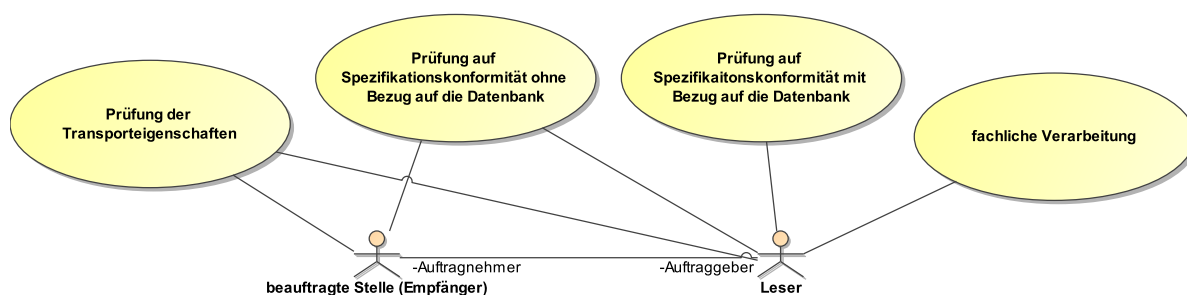 Prüfung der
Transporteigenschaften
Prüfung auf
Spezifikationskonformität ohne
Bezug auf die Datenbank
Prüfung auf
Spezifikaitonskonformität mit
Bezug auf die Datenbank
fachliche Verarbeitung
-Auftragnehmer
-Auftraggeber
beauftragte Stelle (Empfänger)
Leser